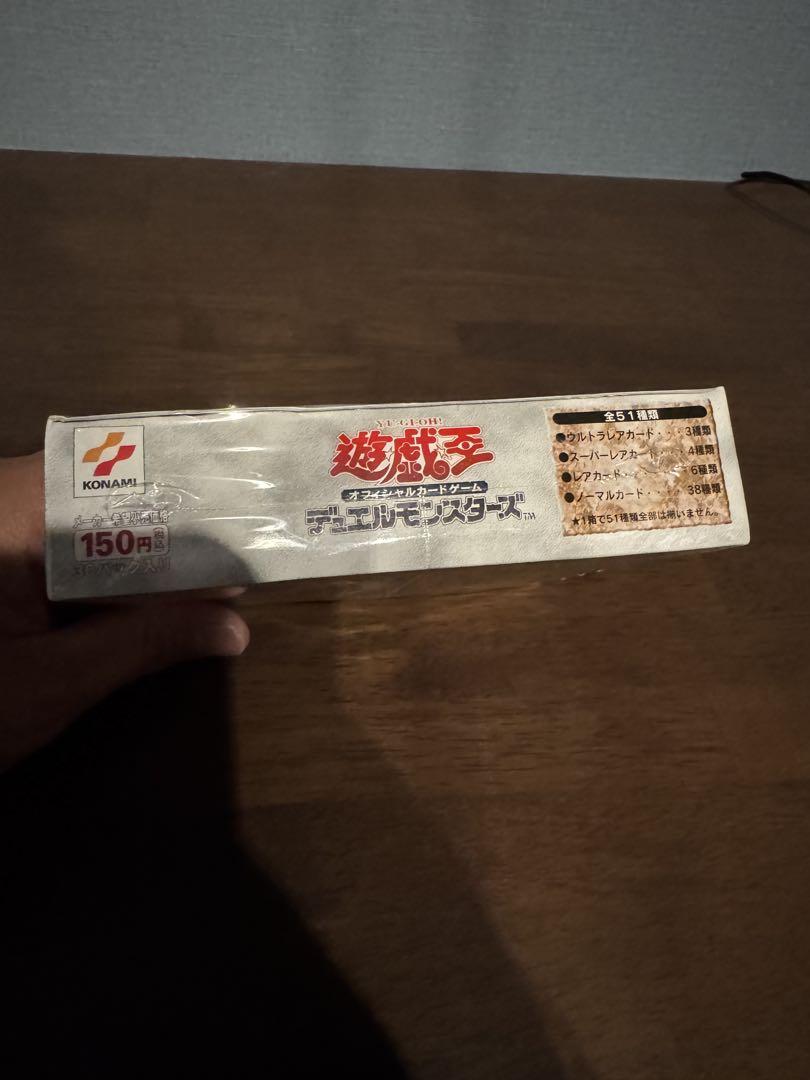 KONAMI
メーカー希望小売価格
150円税込
YU-GI-OH!
遊戯王
オフィシャルカードゲーム
デュエルモンスターズ™
全51種類
●ウルトラレアカード・・・3種類
●スーパーレアカード・・・4種類
●レアカード・・・6種類
●ノーマルカード・・・38種類
★1箱で51種類全部は揃いません。